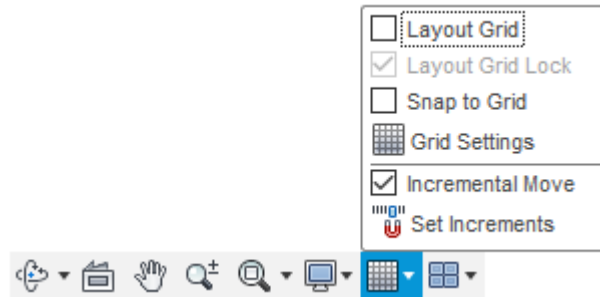 Layout Grid
Layout Grid Lock
Snap to Grid
Grid Settings
Incremental Move
Set Increments